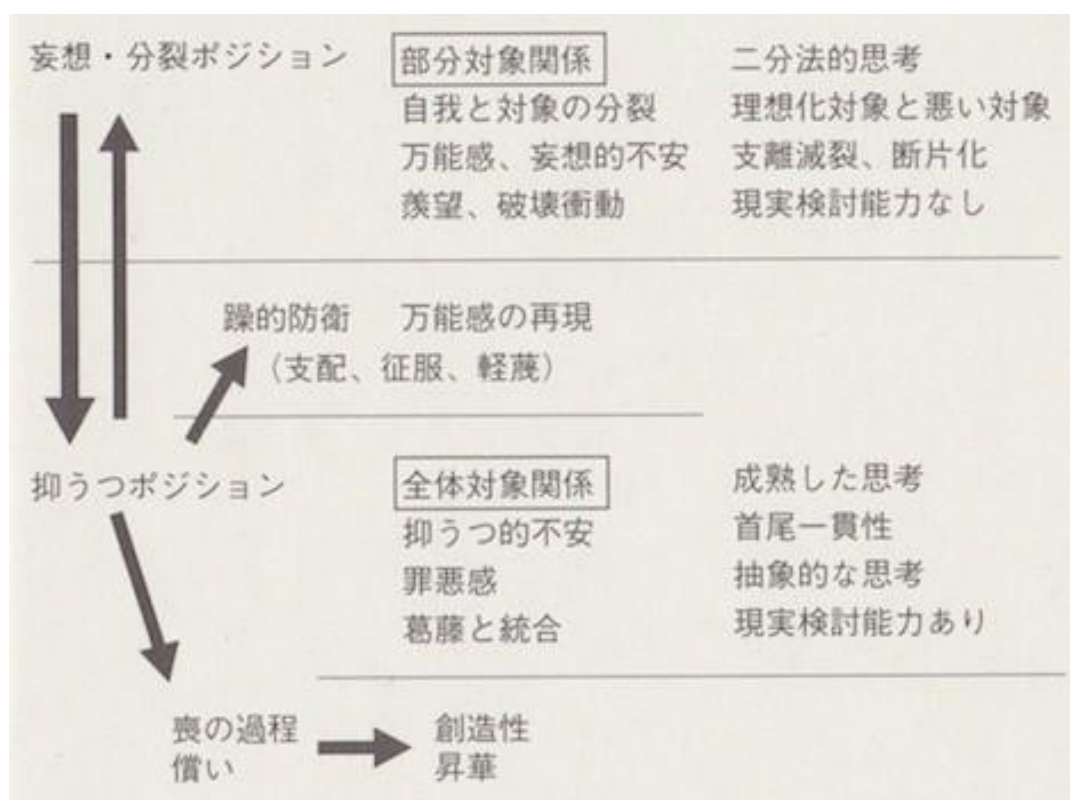 妄想・分裂ポジション 部分対象関係 二分法的思考
自我と対象の分裂 理想化対象と悪い対象
万能感、妄想的不安 支離滅裂、断片化
羨望、破壊衝動 現実検討能力なし
躁的防衛 万能感の再現
(支配、征服、軽蔑)
抑うつポジション 全体対象関係 成熟した思考
抑うつ的不安 首尾一貫性
罪悪感 抽象的な思考
葛藤と統合 現実検討能力あり
喪の過程 創造性
償い 昇華